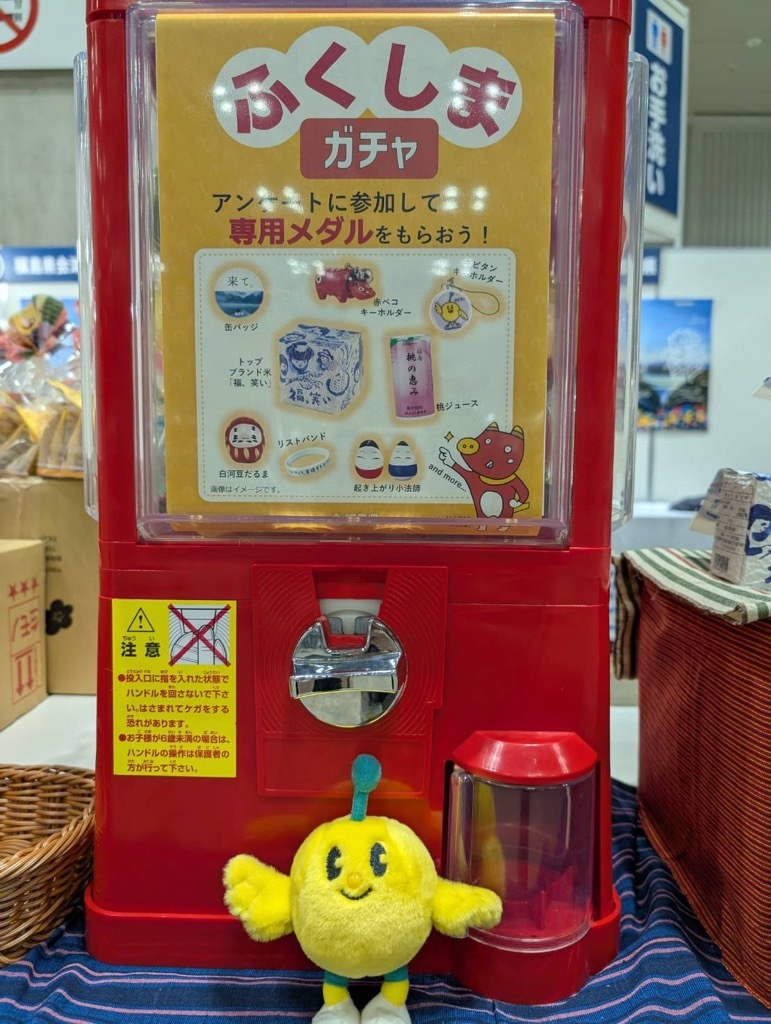 ふくしま
ガチャ
アンケートに参加して
専用メダルをもらおう！
来て。
缶バッジ
赤ベコ
キーホルダー
ホルダー
トップ
ブランド米
「福、笑い」
福、笑い
桃の恵み
桃ジュース
白河豆だるま
リストバンド
起き上がり小法師
and more...
画像はイメージです。
ちゅう い
注意
●投入口に指を入れた状態で
ハンドルを回さないで下さ
い。はさまれてケガをする
恐れがあります。
●お子様が6歳未満の場合は、
ハンドルの操作は保護者の
方が行って下さい。